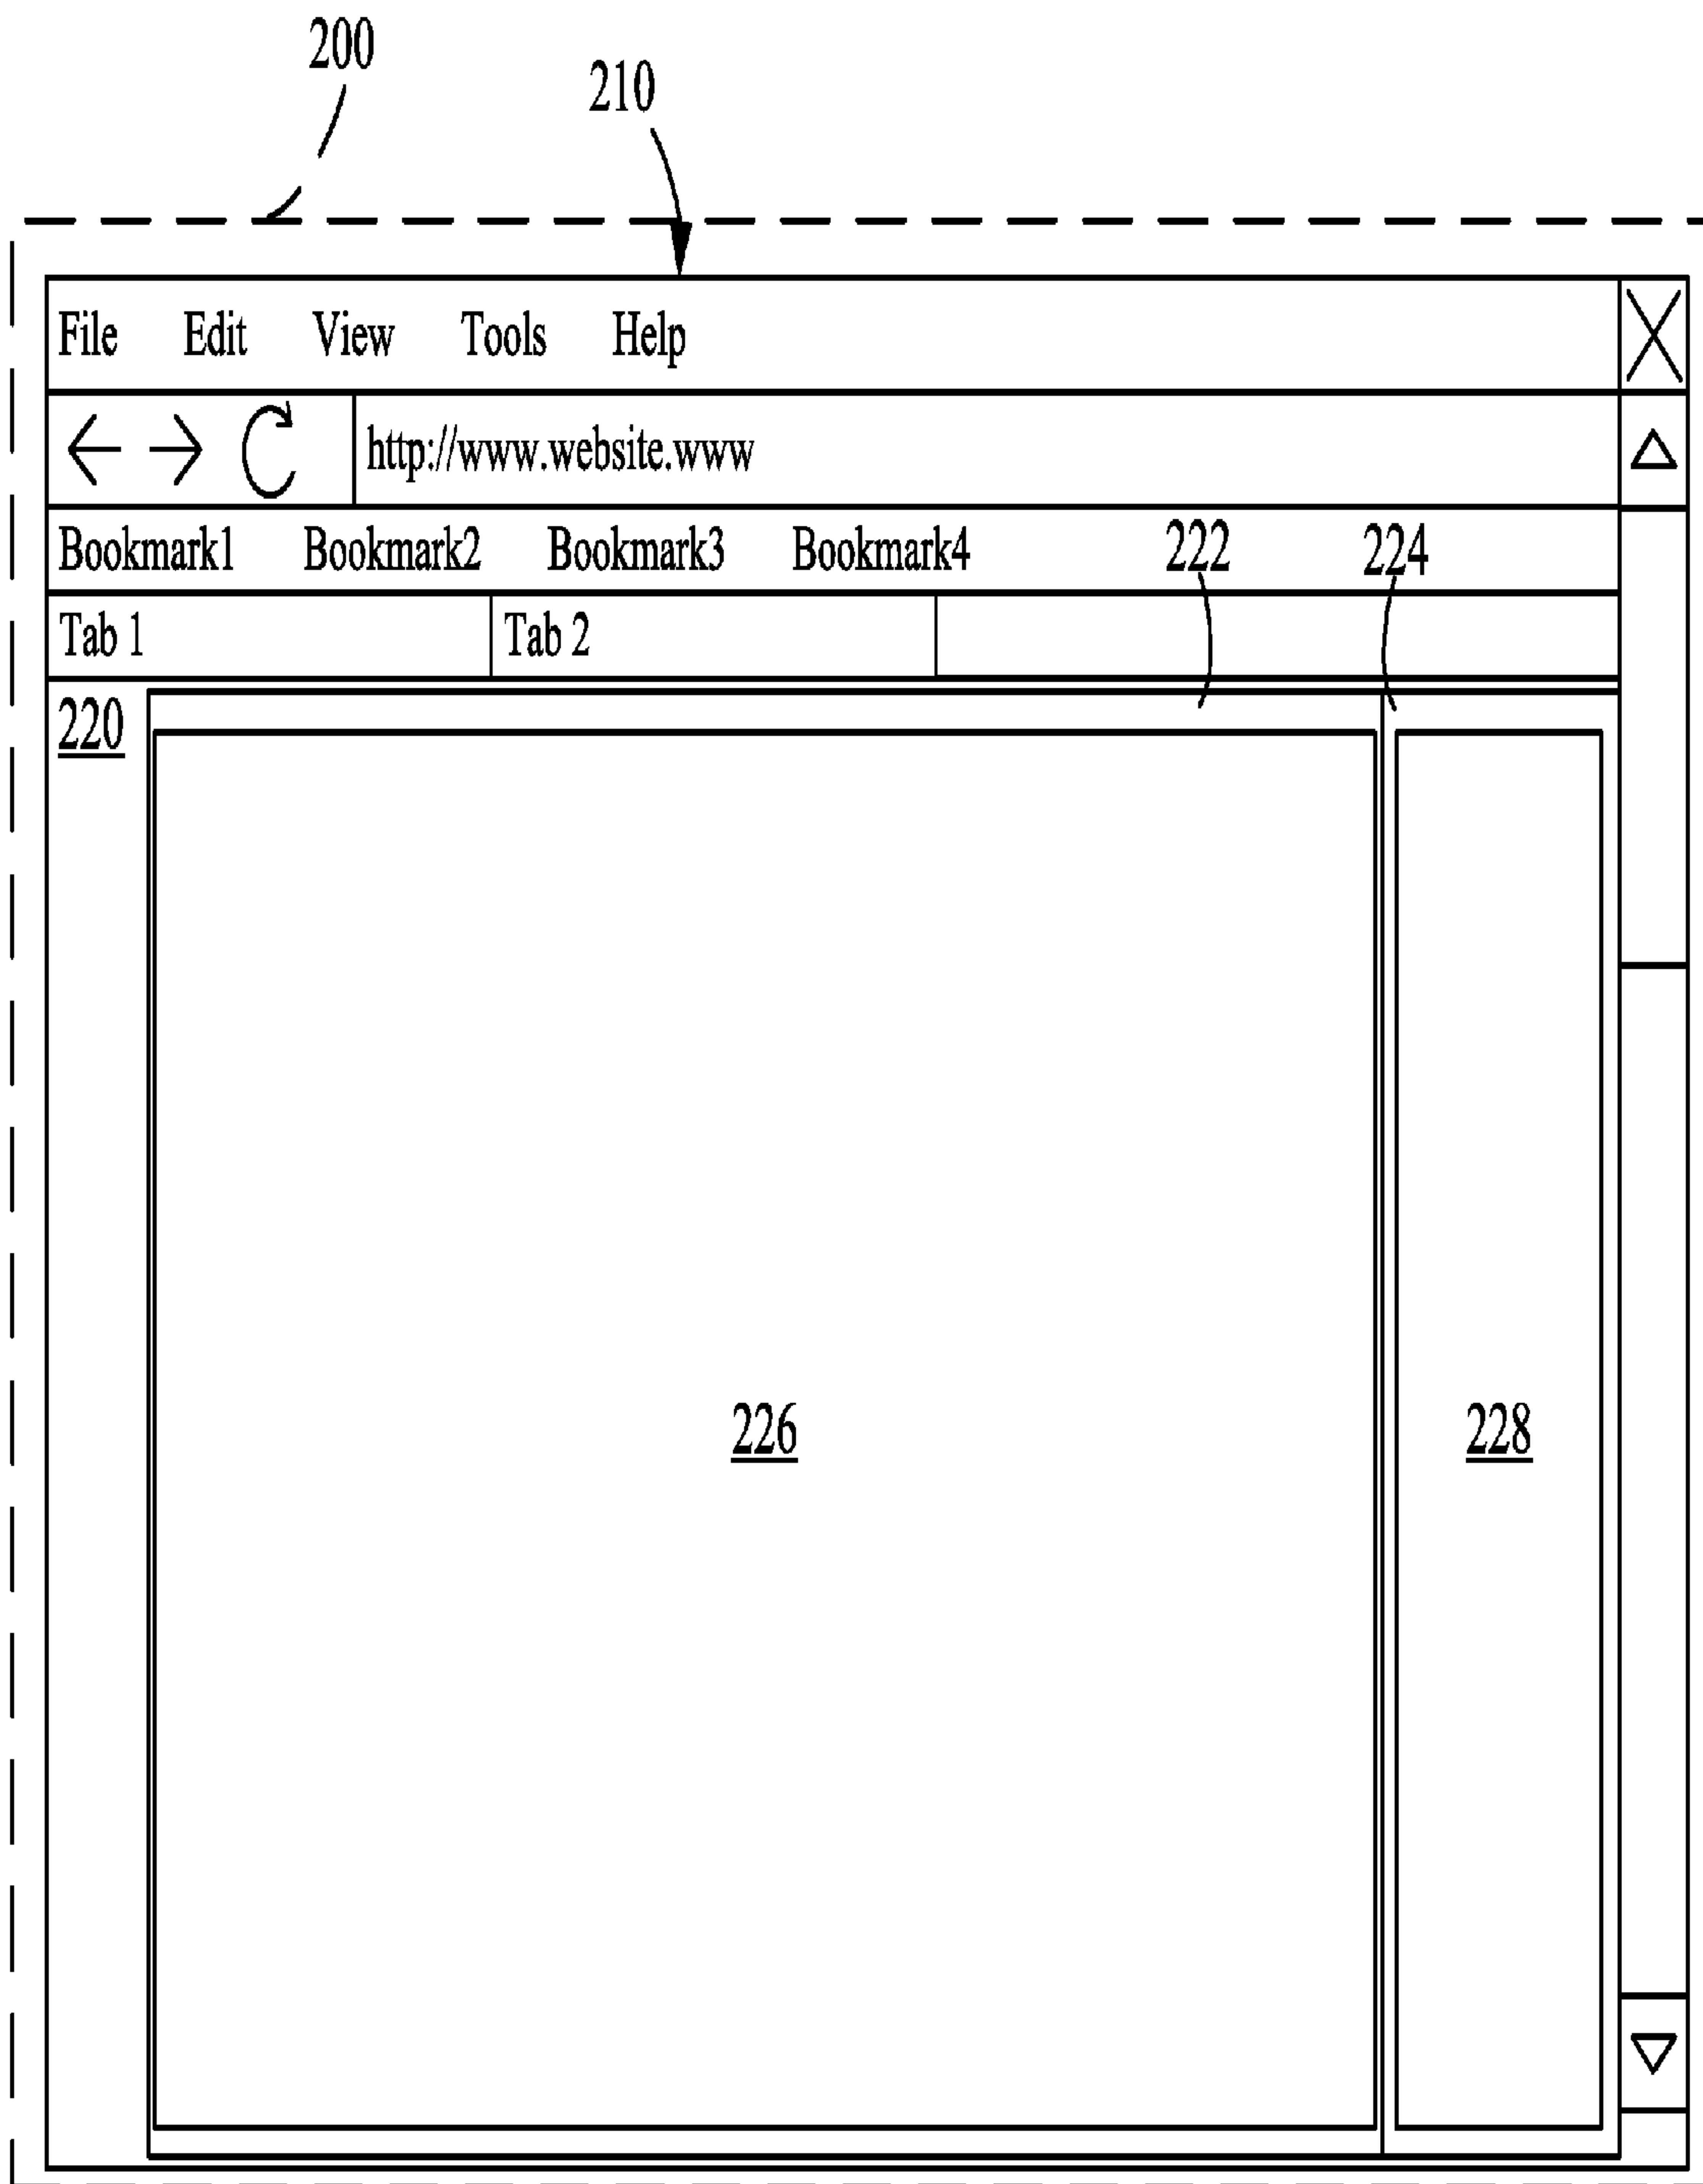 200
210
File Edit View Tools Help
http://www.website.www
Bookmark1 Bookmark2 Bookmark3 Bookmark4 222 224
Tab 1 Tab 2
220
226 228